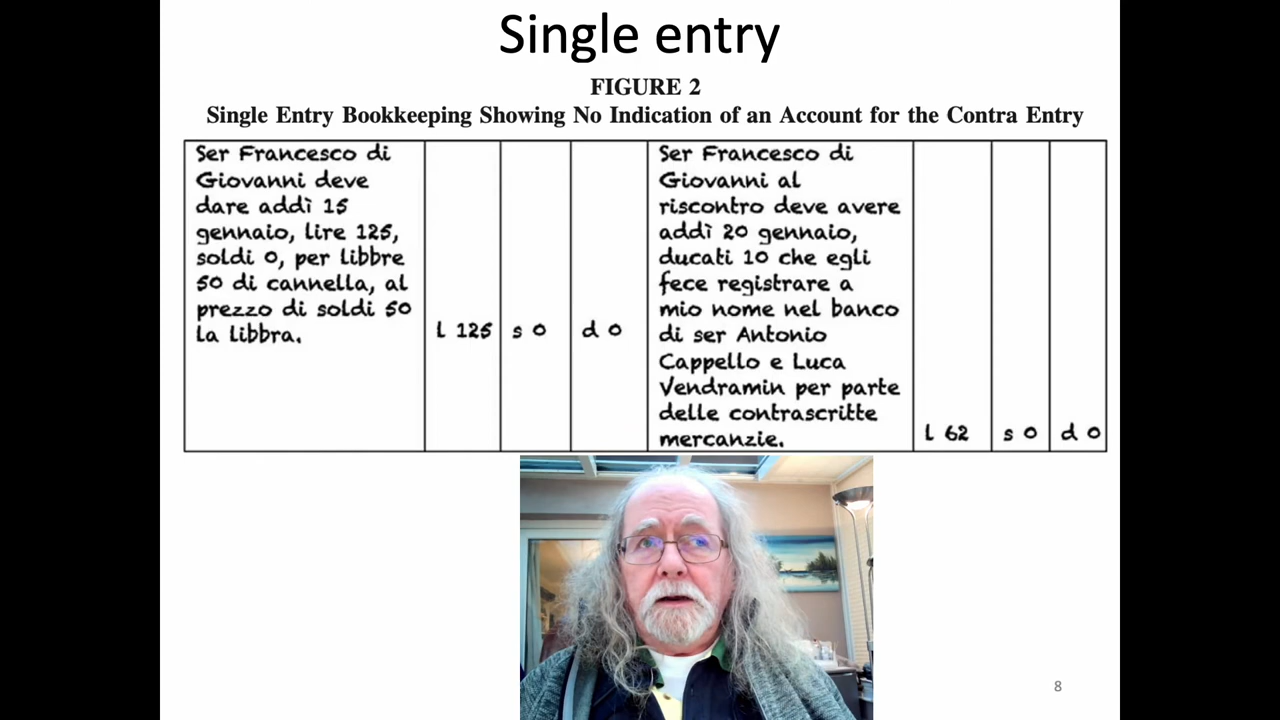 Single entry
FIGURE 2
Single Entry Bookkeeping Showing No Indication of an Account for the Contra Entry
Ser Francesco di
Giovanni deve
dare addì 15
gennaio, lire 125,
soldi 0, per libbre
50 di cannella, al
prezzo di soldi 50
la libbra.
l 125
s 0
d 0
Ser Francesco di
Giovanni al
riscontro deve avere
addì 20 gennaio,
ducati 10 che egli
fece registrare a
mio nome nel banco
di ser Antonio
Cappello e Luca
Vendramin per parte
delle contrascritte
mercanzie.
l 62
s 0
d 0
8